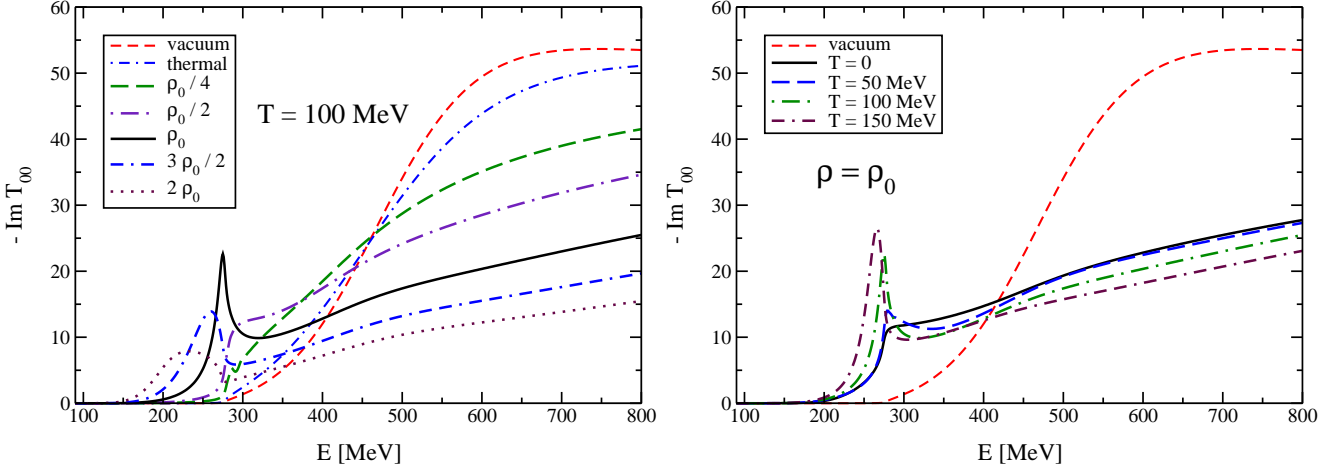 60
50
40
30
20
10
0
- Im T₀₀
vacuum
thermal
ρ₀ / 4
ρ₀ / 2
ρ₀
3 ρ₀ / 2
2 ρ₀
T = 100 MeV
100 200 300 400 500 600 700 800
E [MeV]
60
50
40
30
20
10
0
- Im T₀₀
vacuum
T = 0
T = 50 MeV
T = 100 MeV
T = 150 MeV
ρ = ρ₀
100 200 300 400 500 600 700 800
E [MeV]